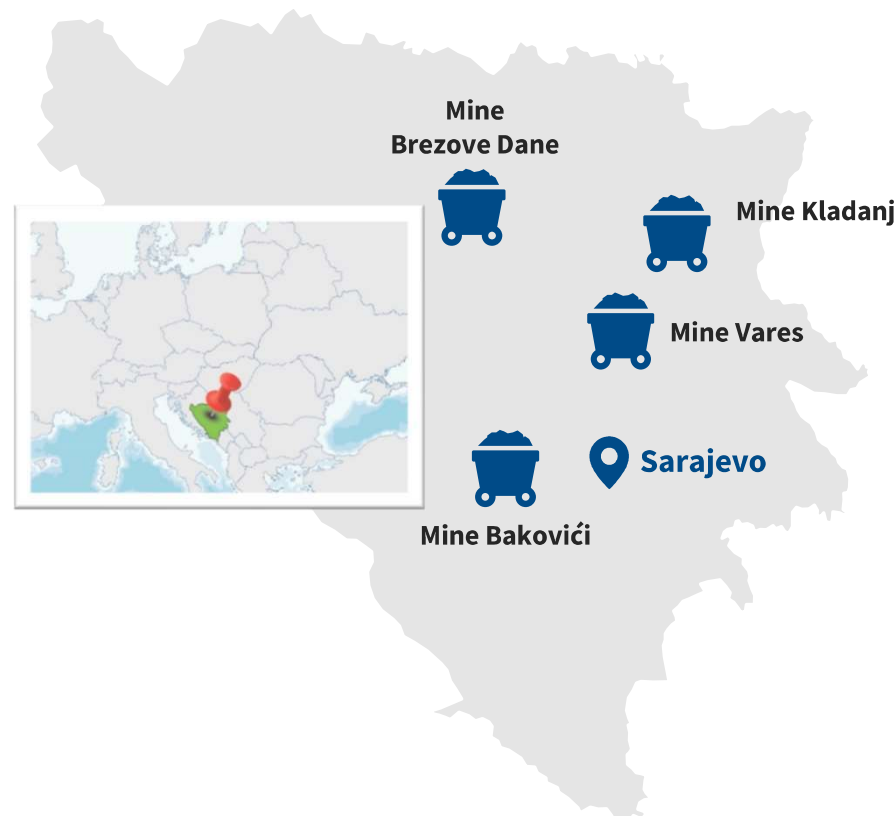 Mine
Brezove Dane
Mine Kladanj
Mine Vares
Sarajevo
Mine Bakovići